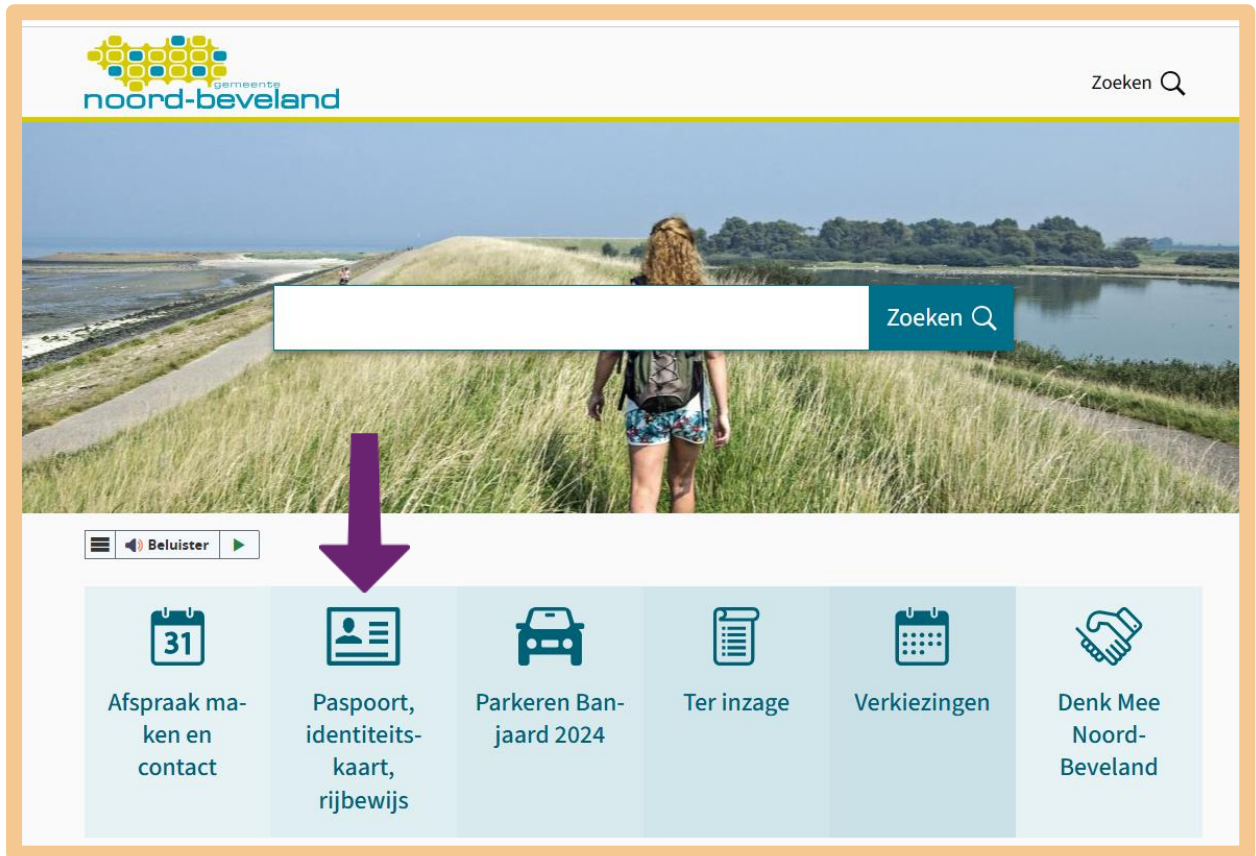 gemeente
noord-beveland
Zoeken
Zoeken
Beluister
31
Afspraak ma-
ken en
contact
Paspoort,
identiteits-
kaart,
rijbewijs
Parkeren Ban-
jaard 2024
Ter inzage
Verkiezingen
Denk Mee
Noord-
Beveland